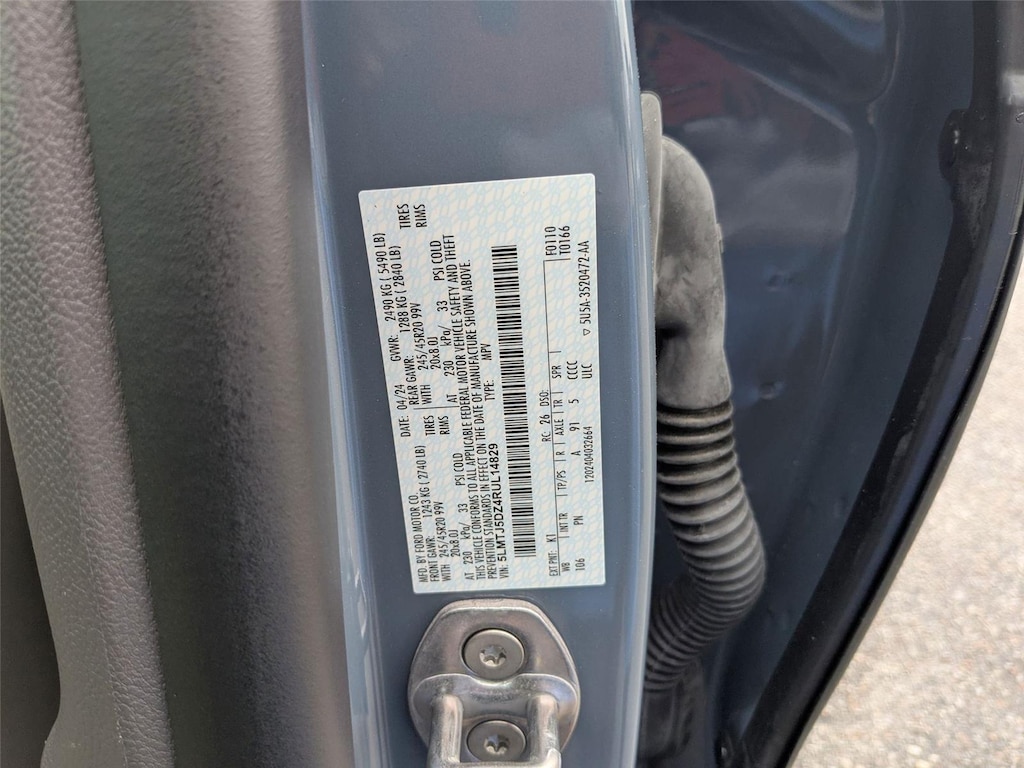 MFD. BY FORD MOTOR CO. DATE: 04/24 GVWR: 2490 KG ( 5490 LB)
FRONT GAWR: 1243 KG ( 2740 LB) REAR GAWR: 1288 KG ( 2840 LB)
WITH 245/45R20 99V TIRES WITH 245/45R20 99V TIRES
20x8.0J RIMS 20x8.0J RIMS
AT 230 kPa/ 33 PSI COLD AT 230 kPa/ 33 PSI COLD
THIS VEHICLE CONFORMS TO ALL APPLICABLE FEDERAL MOTOR VEHICLE SAFETY AND THEFT
PREVENTION STANDARDS IN EFFECT ON THE DATE OF MANUFACTURE SHOWN ABOVE.
VIN: 5LMTJ5DZ4RUL14829 TYPE: MPV
EXT PNT: K1 RC: 26 DSO: F0110
WB INT TR TP/PS R AXLE TR SPR T0166
106 PN A 91 5 CCCC
1202404032664 ULC ▽ 5U5A-3520472-AA